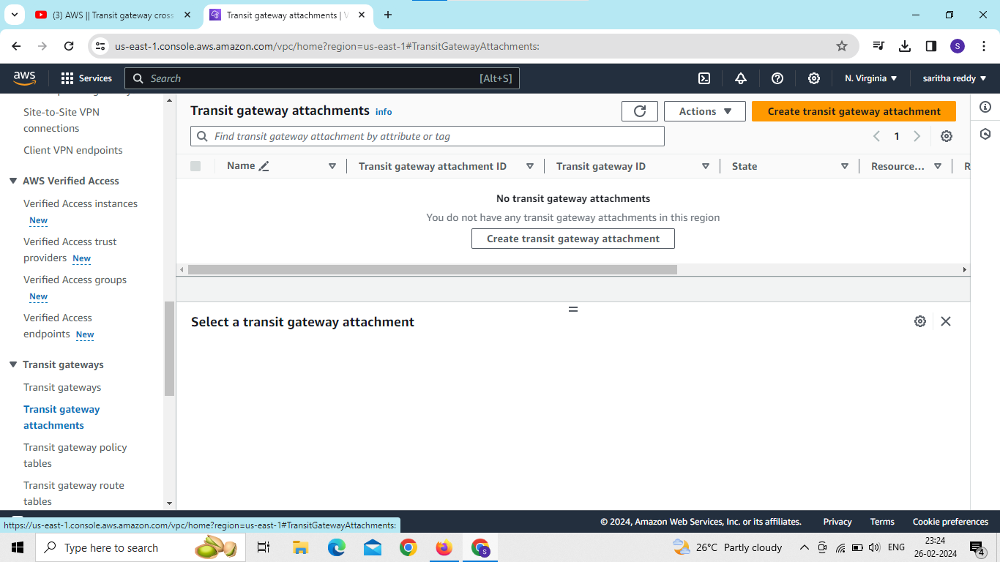 (3) AWS || Transit gateway cross
Transit gateway attachments | V
us-east-1.console.aws.amazon.com/vpc/home?region=us-east-1#TransitGatewayAttachments:
S
aws
Services
Search
[Alt+S]
N. Virginia
saritha reddy
Site-to-Site VPN
connections
Client VPN endpoints
AWS Verified Access
Verified Access instances
New
Verified Access trust
providers New
Verified Access groups
New
Verified Access
endpoints New
Transit gateways
Transit gateways
Transit gateway
attachments
Transit gateway policy
tables
Transit gateway route
tables
Transit gateway attachments info
Actions
Create transit gateway attachment
Find transit gateway attachment by attribute or tag
1
Name
Transit gateway attachment ID
Transit gateway ID
State
Resource...
R
No transit gateway attachments
You do not have any transit gateway attachments in this region
Create transit gateway attachment
Select a transit gateway attachment
https://us-east-1.console.aws.amazon.com/vpc/home?region=us-east-1#TransitGatewayAttachments:
© 2024, Amazon Web Services, Inc. or its affiliates.
Privacy
Terms
Cookie preferences
Type here to search
S
26°C Partly cloudy
ENG
23:24
26-02-2024
4